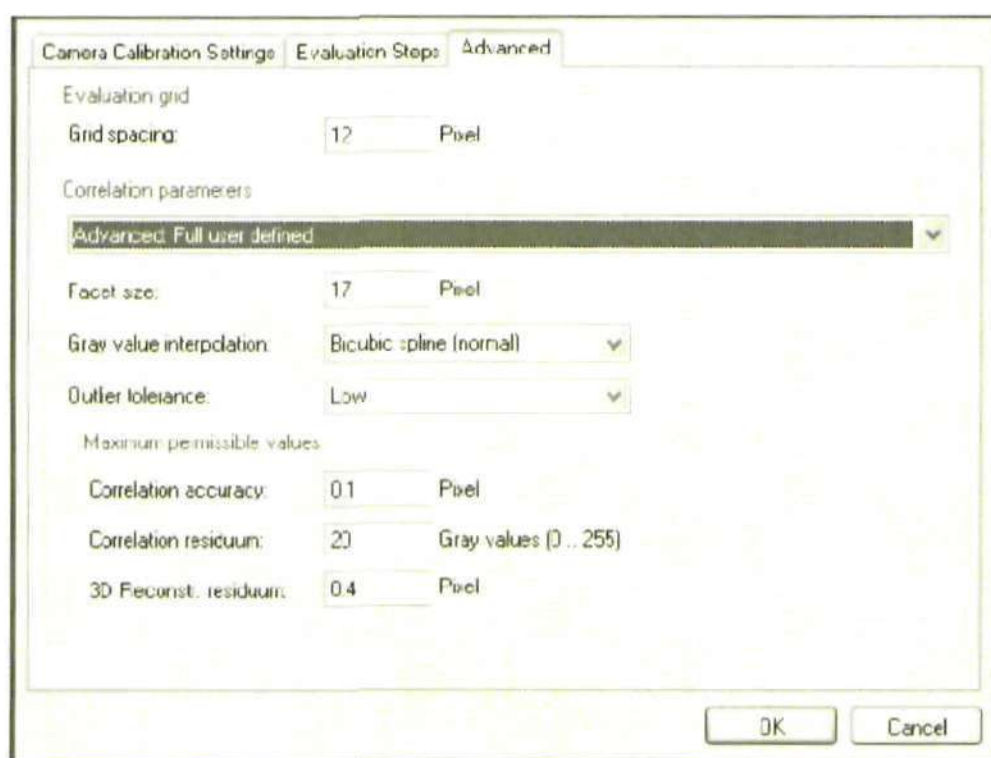 Camera Calibration Settings Evaluation Steps Advanced
Evaluation grid
Grid spacing: 12 Pixel
Correlation parameters
Advanced: Full user defined
Facet size: 17 Pixel
Gray value interpolation: Bicubic spline (normal)
Outlier tolerance: Low
Maximum permissible values
Correlation accuracy: 0.1 Pixel
Correlation residuum: 20 Gray values (0 .. 255)
3D Reconstr. residuum: 0.4 Pixel
OK Cancel